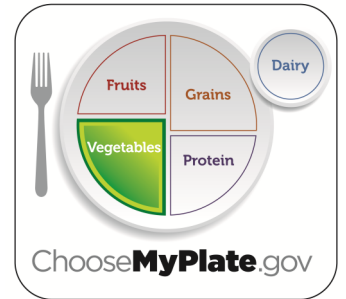 Fruits
Grains
Dairy
Vegetables
Protein
ChooseMyPlate.gov